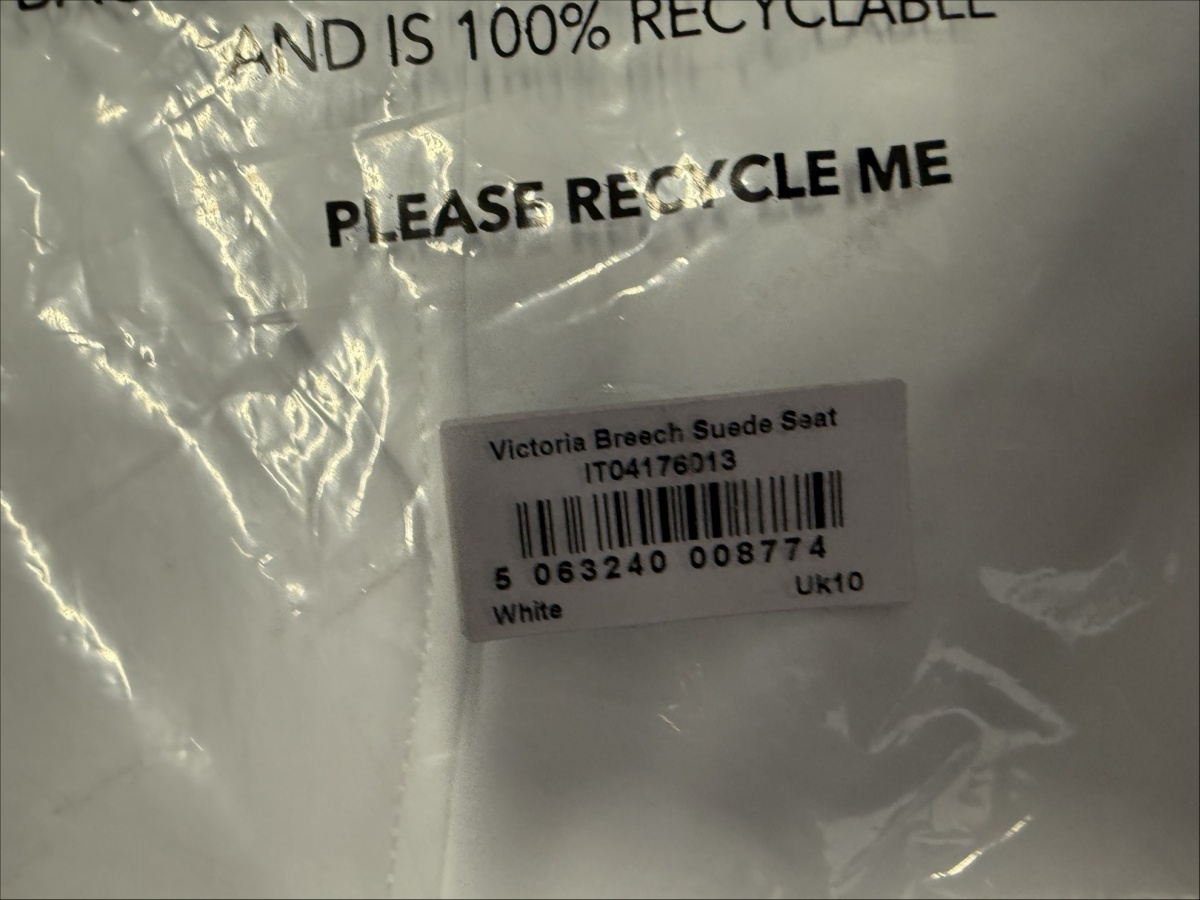 AND IS 100% RECYCLABLE
PLEASE RECYCLE ME
Victoria Breech Suede Seat
IT04176013
5 063240 008774
White Uk10